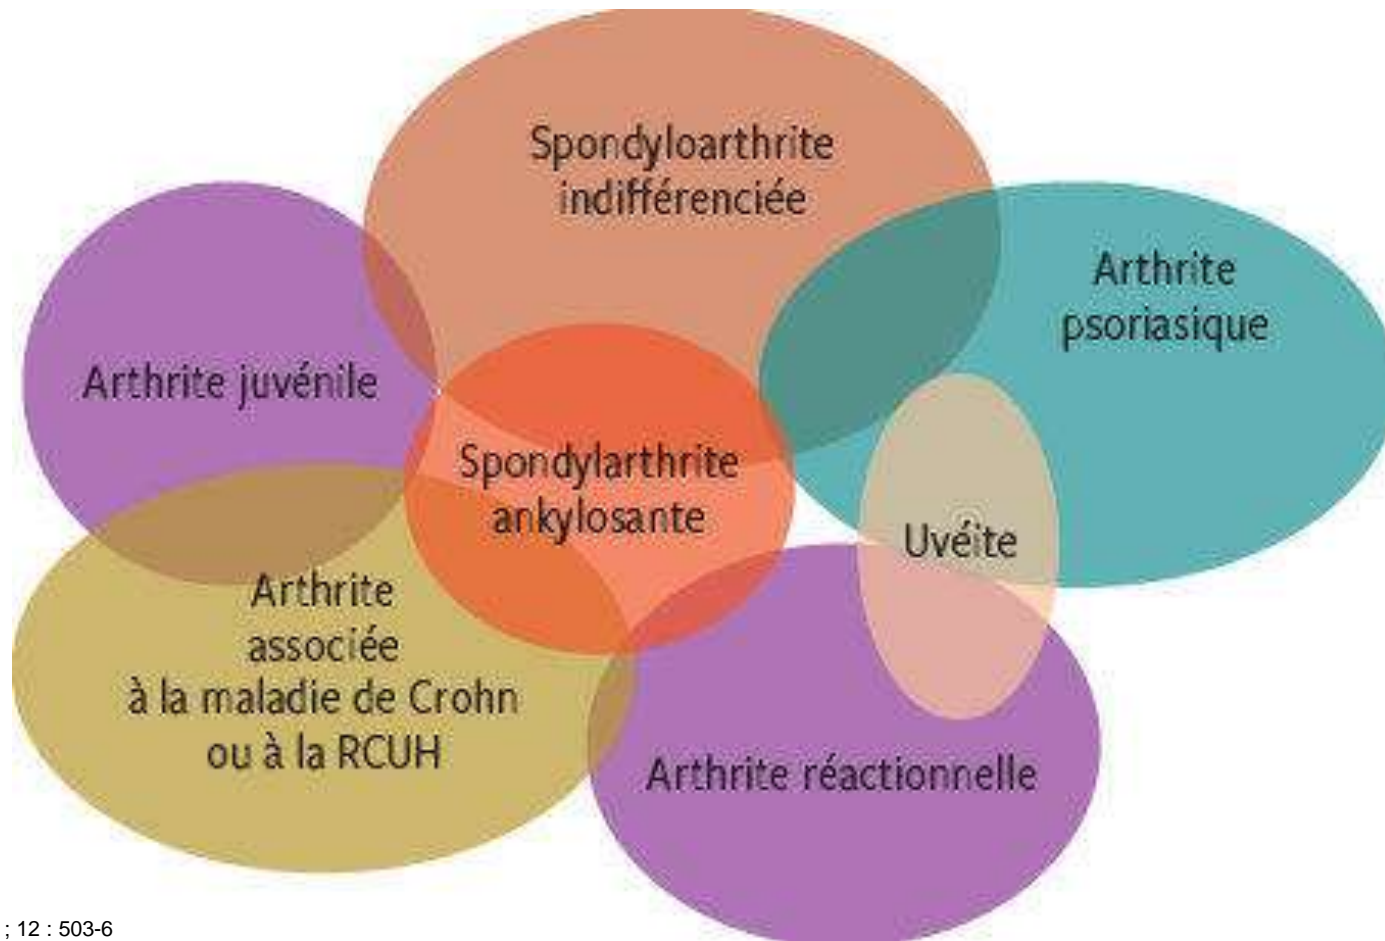 Spondyloarthrite
indifférenciée
Arthrite
psoriasique
Arthrite juvénile
Spondylarthrite
ankylosante
Uvéite
Arthrite
associée
à la maladie de Crohn
ou à la RCUH
Arthrite réactionnelle
; 12 : 503-6